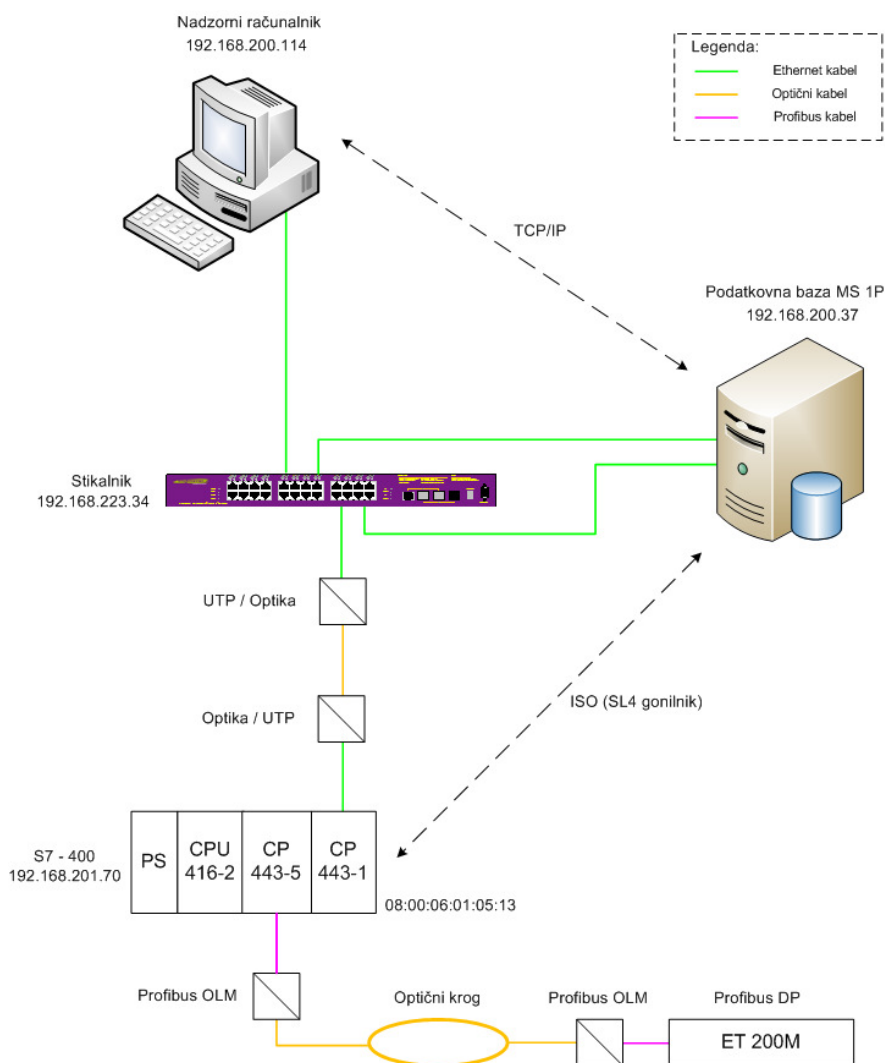 Nadzorni računalnik
192.168.200.114
Legenda:
Ethernet kabel
Optični kabel
Profibus kabel
TCP/IP
Podatkovna baza MS 1P
192.168.200.37
Stikalnik
192.168.223.34
UTP / Optika
Optika / UTP
ISO (SL4 gonilnik)
S7 - 400
192.168.201.70
PS
CPU
416-2
CP
443-5
CP
443-1
08:00:06:01:05:13
Profibus OLM
Optični krog
Profibus OLM
Profibus DP
ET 200M